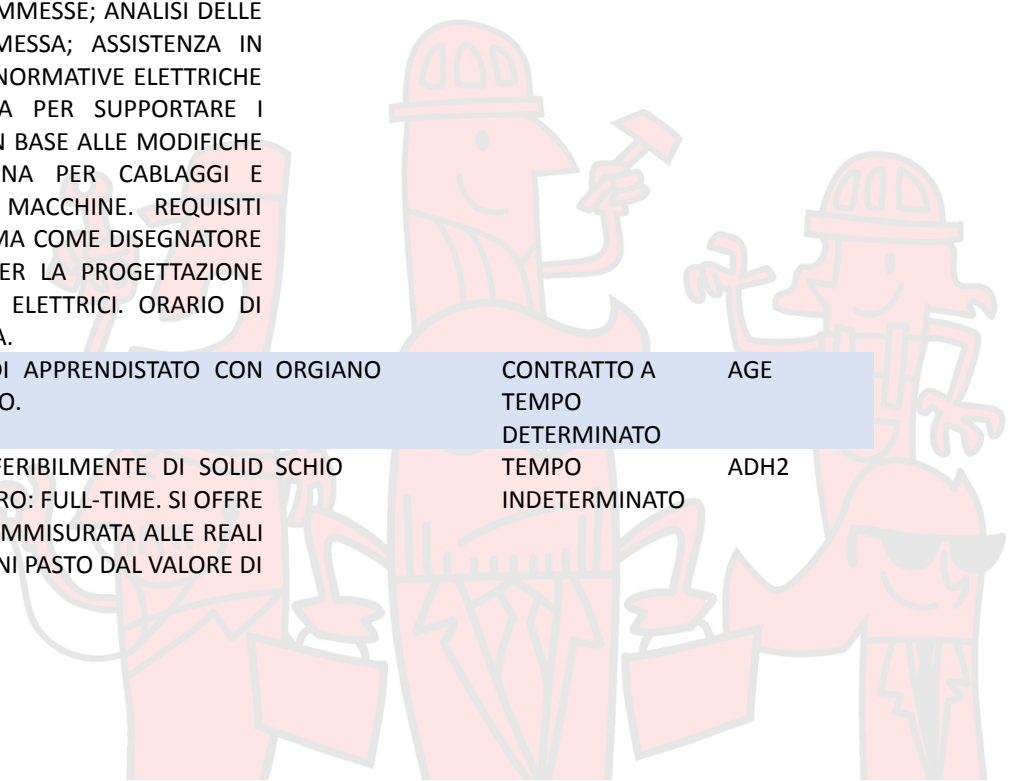 MMESSE; ANALISI DELLE
MESSA; ASSISTENZA IN
NORMATIVE ELETTRICHE
A PER SUPPORTARE I
N BASE ALLE MODIFICHE
NA PER CABLAGGI E
MACCHINE. REQUISITI
MA COME DISEGNATORE
ER LA PROGETTAZIONE
ELETTRICI. ORARIO DI
A.
DI APPRENDISTATO CON ORGIANO CONTRATTO A AGE
O. TEMPO
DETERMINATO
FERIBILMENTE DI SOLID SCHIO TEMPO ADH2
RO: FULL-TIME. SI OFFRE INDETERMINATO
MMISURATA ALLE REALI
NI PASTO DAL VALORE DI